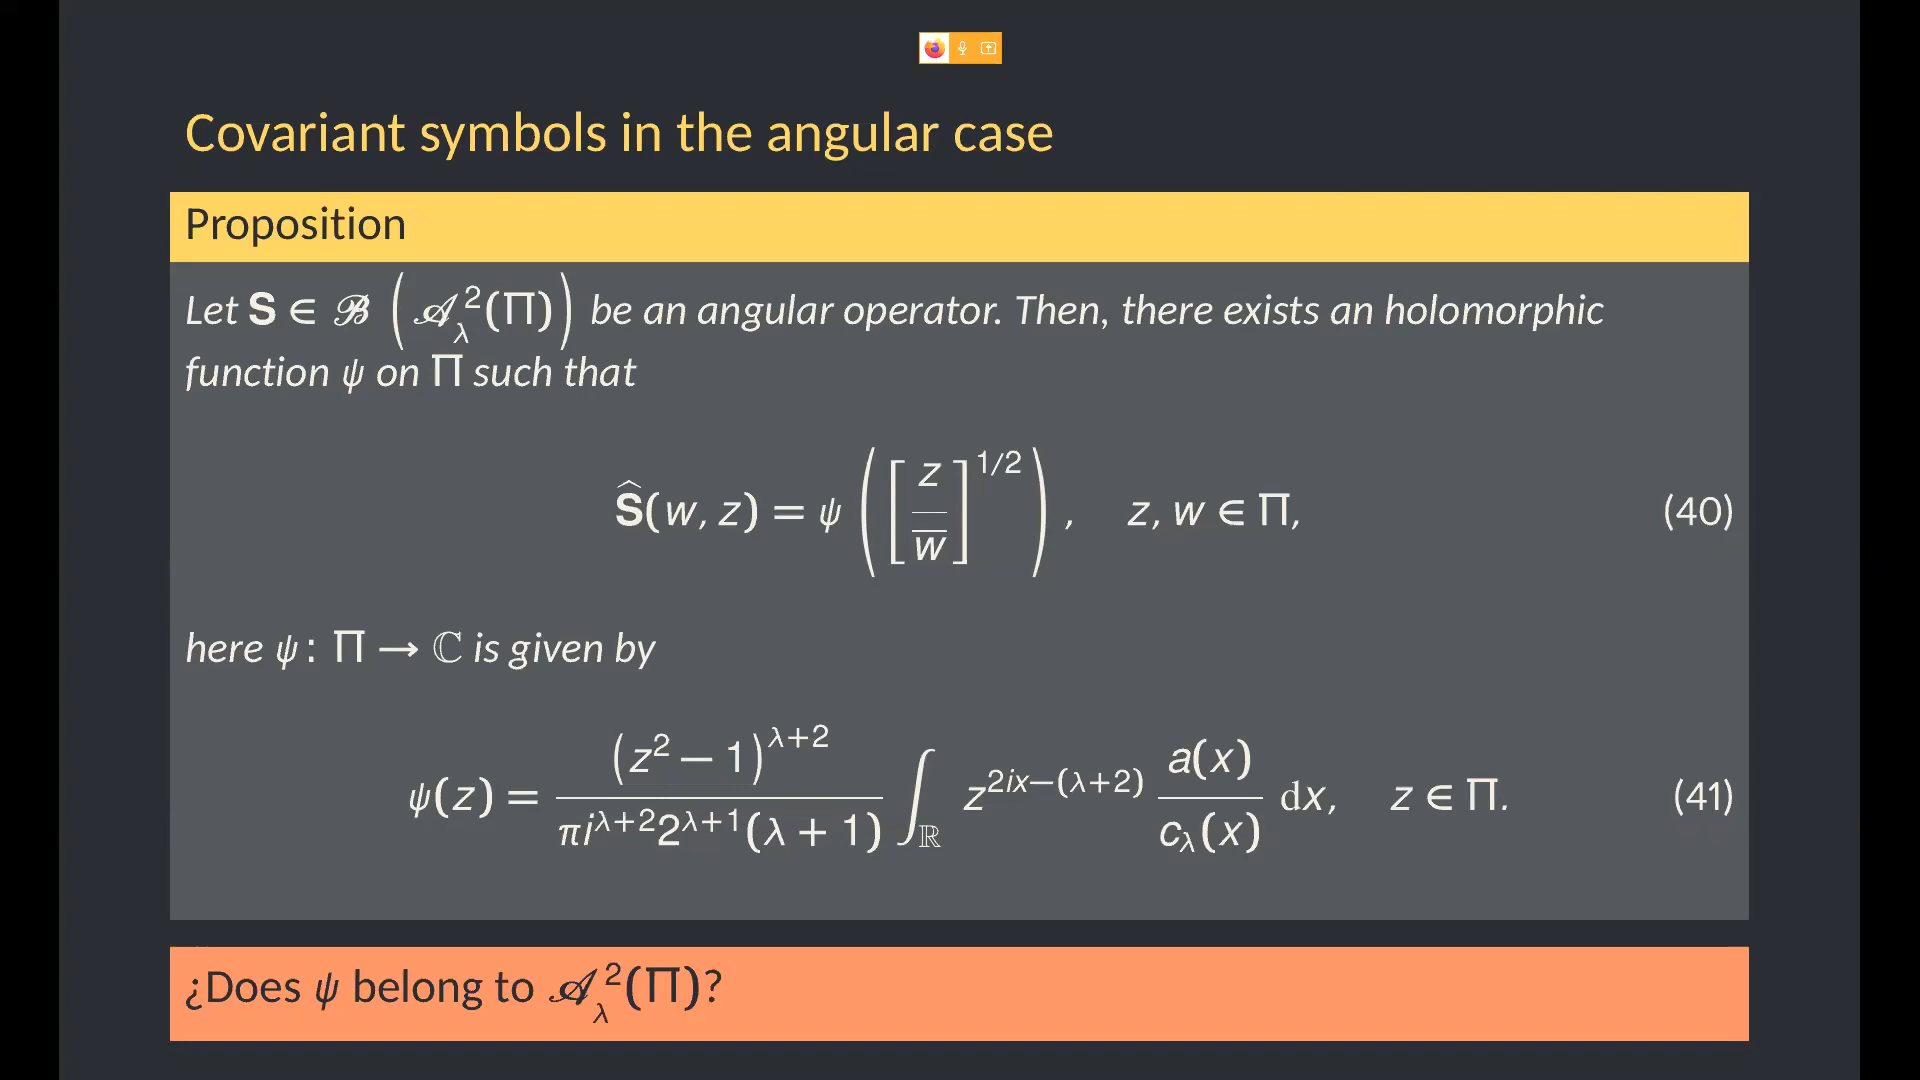 Covariant symbols in the angular case
Proposition
Let S ∈ ℬ (𝒜²_λ(Π)) be an angular operator. Then, there exists an holomorphic
function ψ on Π such that
Ŝ(w, z) = ψ([z/w̅]^{1/2}), z, w ∈ Π, (40)
here ψ: Π → ℂ is given by
ψ(z) = (z² − 1)^{λ+2} / (πi^{λ+2}2^{λ+1}(λ + 1)) ∫_ℝ z^{2ix−(λ+2)} a(x)/c_λ(x) dx, z ∈ Π. (41)
¿Does ψ belong to 𝒜²_λ(Π)?